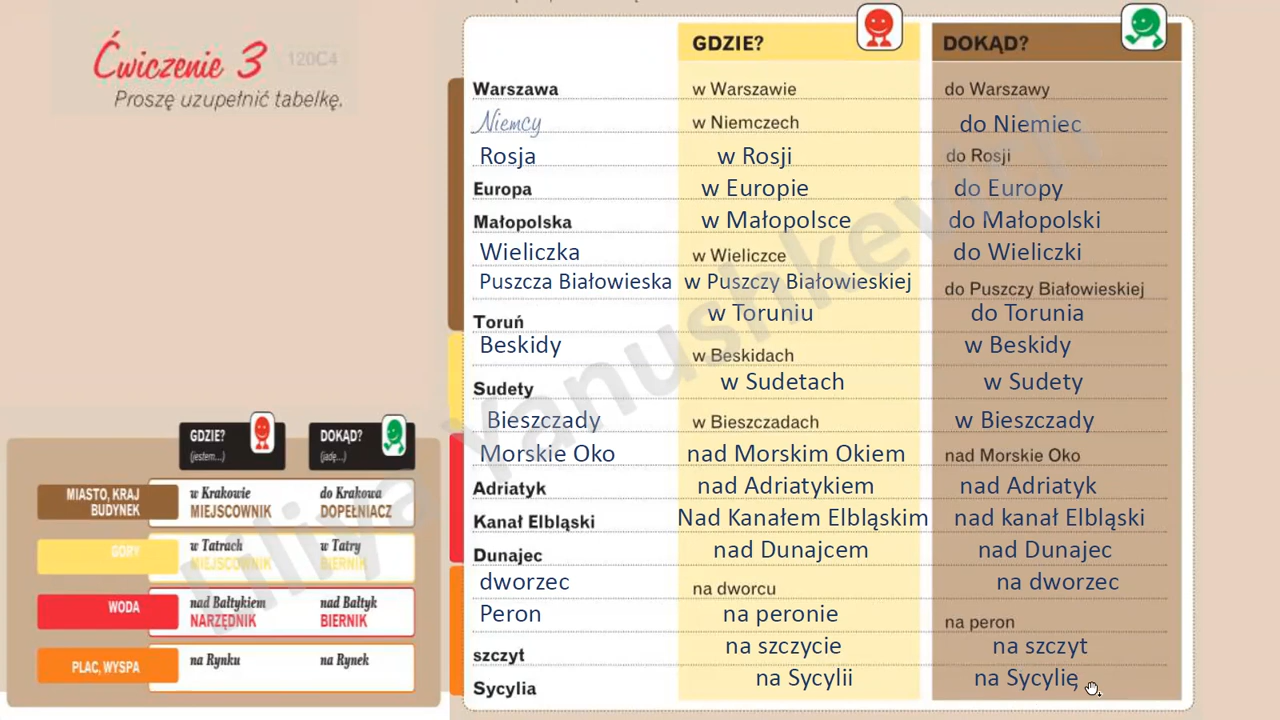 Ćwiczenie 3 120C4
Proszę uzupełnić tabelkę.
GDZIE? DOKĄD?
Warszawa w Warszawie do Warszawy
Niemcy w Niemczech do Niemiec
Rosja w Rosji do Rosji
Europa w Europie do Europy
Małopolska w Małopolsce do Małopolski
Wieliczka w Wieliczce do Wieliczki
Puszcza Białowieska w Puszczy Białowieskiej do Puszczy Białowieskiej
Toruń w Toruniu do Torunia
Beskidy w Beskidach w Beskidy
Sudety w Sudetach w Sudety
Bieszczady w Bieszczadach w Bieszczady
Morskie Oko nad Morskim Okiem nad Morskie Oko
Adriatyk nad Adriatykiem nad Adriatyk
Kanał Elbląski Nad Kanałem Elbląskim nad kanał Elbląski
Dunajec nad Dunajcem nad Dunajec
dworzec na dworcu na dworzec
Peron na peronie na peron
szczyt na szczycie na szczyt
Sycylia na Sycylii na Sycylię
GDZIE? DOKĄD?
(jestem...) (jadę...)
MIASTO, KRAJ w Krakowie do Krakowa
BUDYNEK MIEJSCOWNIK DOPEŁNIACZ
GÓRY w Tatrach w Tatry
MIEJSCOWNIK BIERNIK
WODA nad Bałtykiem nad Bałtyk
NARZĘDNIK BIERNIK
PLAC, WYSPA na Rynku na Rynek
Iuliya Yanushkevich